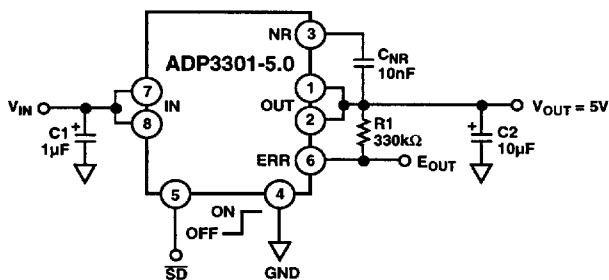 NR
3
ADP3301-5.0
CNR
10nF
VIN
7
IN
8
C1
1µF
+
1
OUT
2
R1
330kΩ
VOUT = 5V
+
C2
10µF
ERR
6
EOUT
5
4
ON
OFF
SD
GND